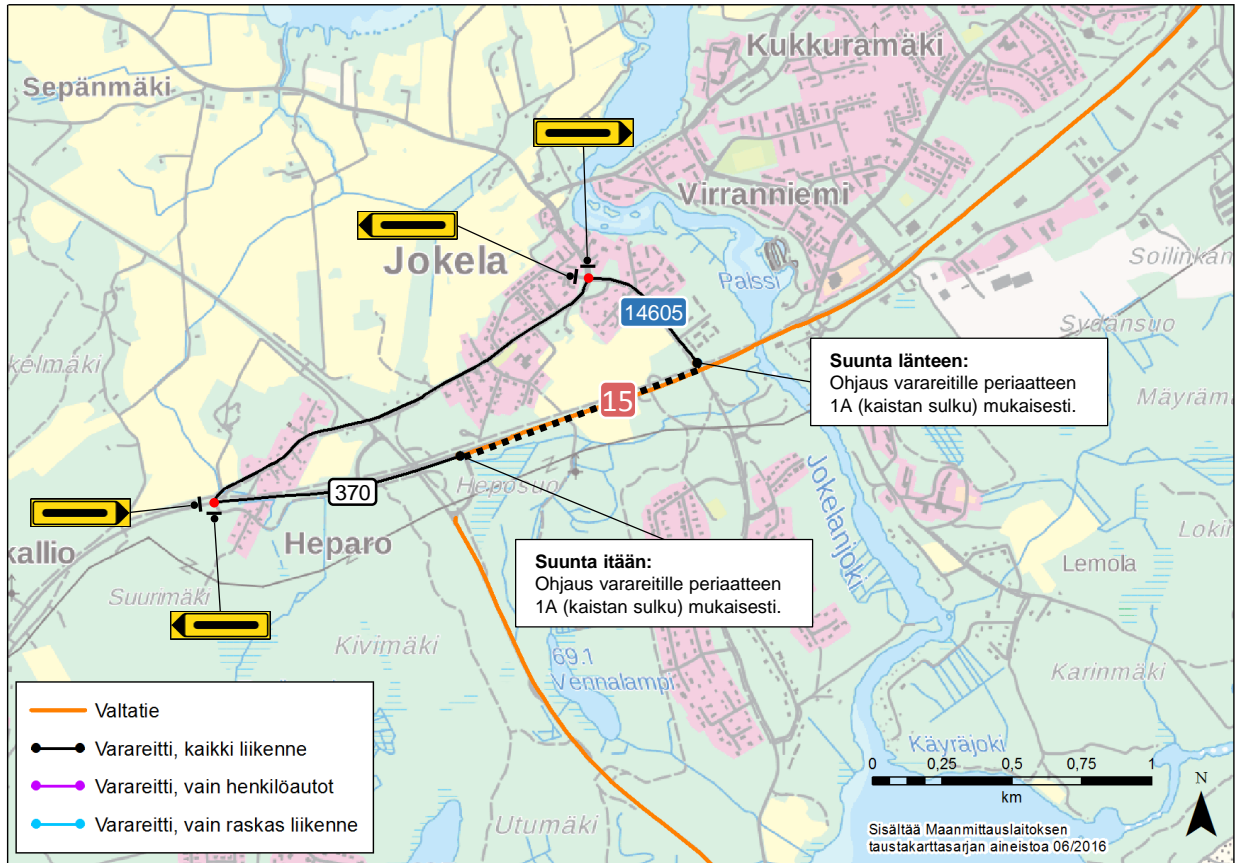 Kukkuramäki
Sepänmäki
Virranniemi
Jokela
Soilinkan
Palssi
14605
Sydänsuo
kelmäki
Suunta länteen:
Ohjaus varareitille periaatteen
1A (kaistan sulku) mukaisesti.
Mäyrämä
15
Heposuo
370
Jokelanjoki
Lokin
kallio
Heparo
Suunta itään:
Ohjaus varareitille periaatteen
1A (kaistan sulku) mukaisesti.
Lemola
Suurimäki
Kivimäki
69.1
Vennalampi
Karinmäki
Valtatie
Varareitti, kaikki liikenne
Varareitti, vain henkilöautot
Varareitti, vain raskas liikenne
Käyräjoki
0 0,25 0,5 0,75 1
km
N
Utumäki
Sisältää Maanmittauslaitoksen
taustakarttasarjan aineistoa 06/2016